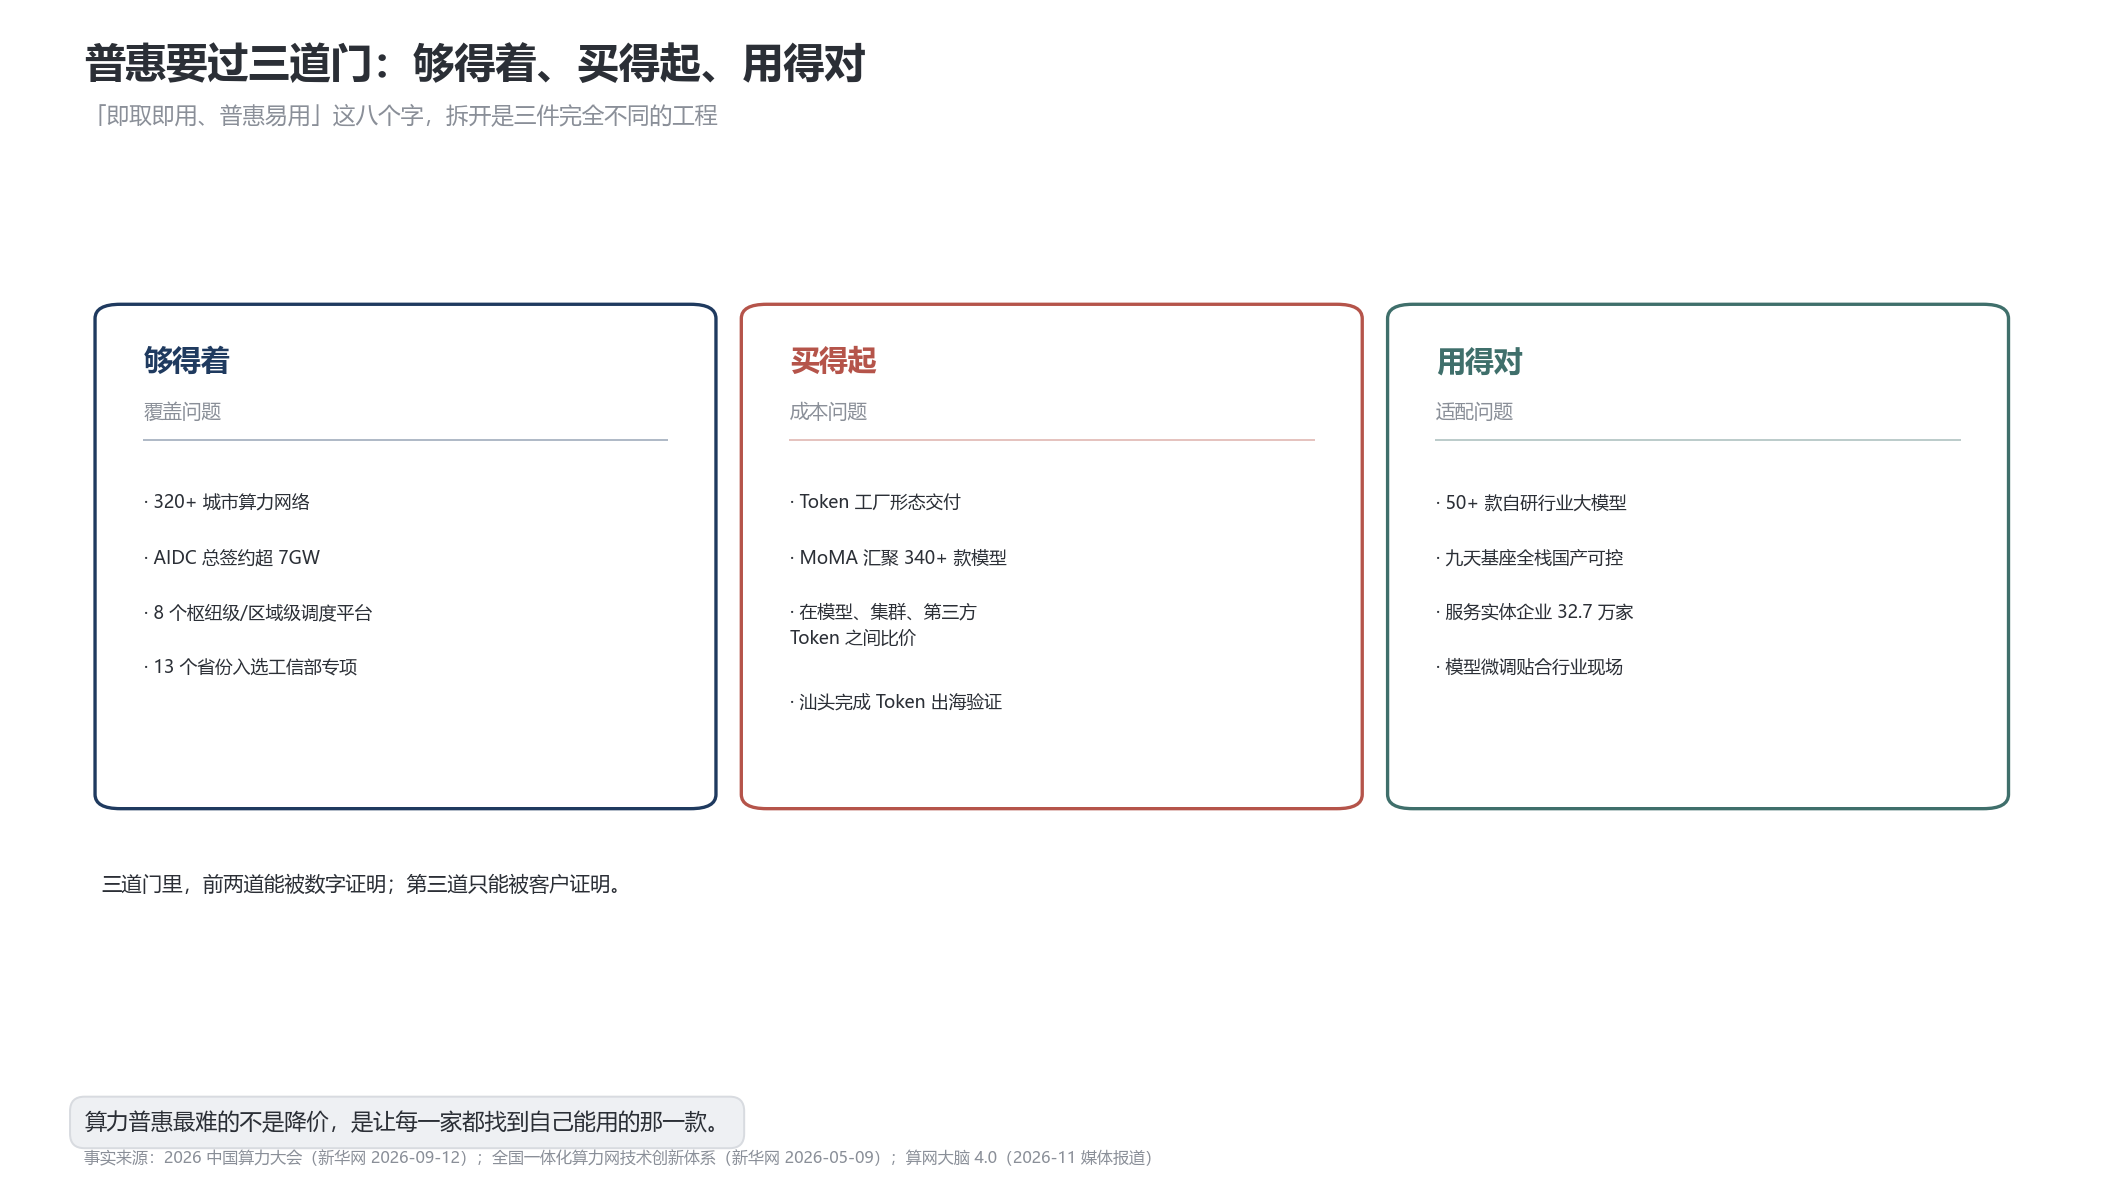 普惠要过三道门：够得着、买得起、用得对
「即取即用、普惠易用」这八个字，拆开是三件完全不同的工程
够得着
覆盖问题
· 320+ 城市算力网络
· AIDC 总签约超 7GW
· 8 个枢纽级/区域级调度平台
· 13 个省份入选工信部专项
买得起
成本问题
· Token 工厂形态交付
· MoMA 汇聚 340+ 款模型
· 在模型、集群、第三方
Token 之间比价
· 汕头完成 Token 出海验证
用得对
适配问题
· 50+ 款自研行业大模型
· 九天基座全栈国产可控
· 服务实体企业 32.7 万家
· 模型微调贴合行业现场
三道门里，前两道能被数字证明；第三道只能被客户证明。
算力普惠最难的不是降价，是让每一家都找到自己能用的那一款。
事实来源：2026 中国算力大会（新华网 2026-09-12）；全国一体化算力网技术创新体系（新华网 2026-05-09）；算网大脑 4.0（2026-11 媒体报道）